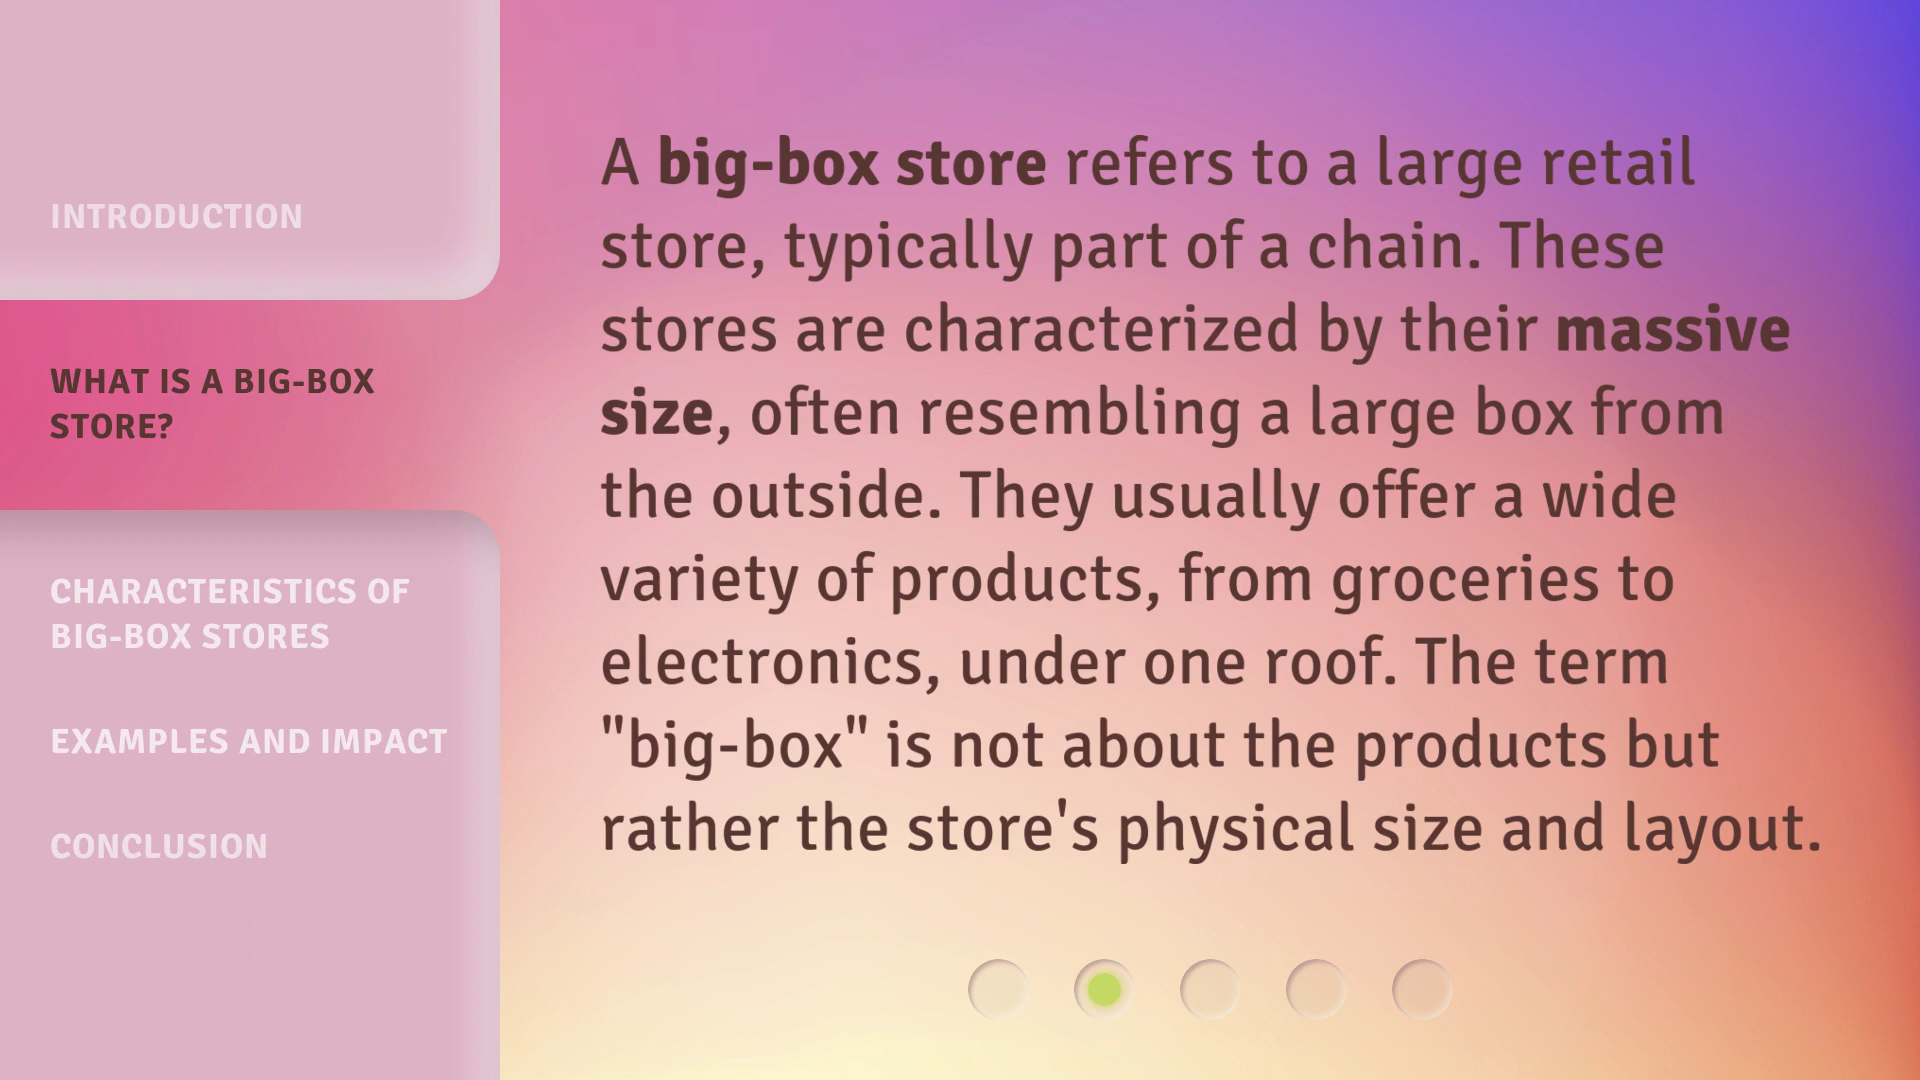 INTRODUCTION
WHAT IS A BIG-BOX
STORE?
CHARACTERISTICS OF
BIG-BOX STORES
EXAMPLES AND IMPACT
CONCLUSION
A big-box store refers to a large retail
store, typically part of a chain. These
stores are characterized by their massive
size, often resembling a large box from
the outside. They usually offer a wide
variety of products, from groceries to
electronics, under one roof. The term
"big-box" is not about the products but
rather the store's physical size and layout.